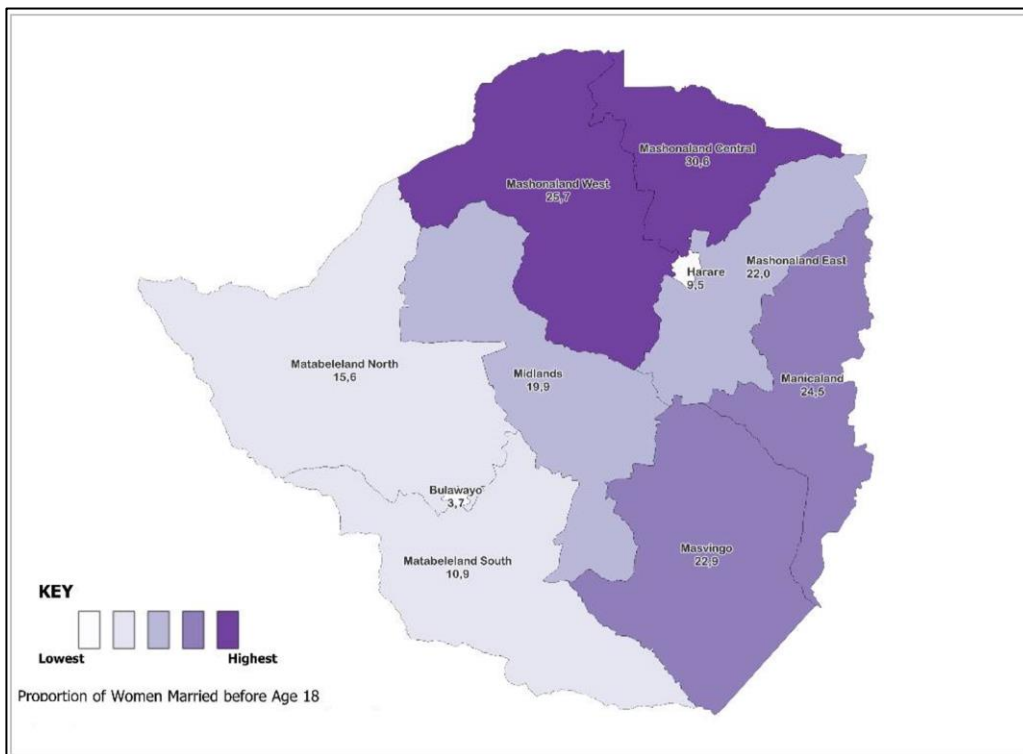 Mashonaland Central
30,6
Mashonaland West
25,7
Harare
9,5
Mashonaland East
22,0
Matabeleland North
15,6
Midlands
19,9
Manicaland
24,5
Bulawayo
3,7
Masvingo
22,9
Matabeleland South
10,9
KEY
Lowest Highest
Proportion of Women Married before Age 18